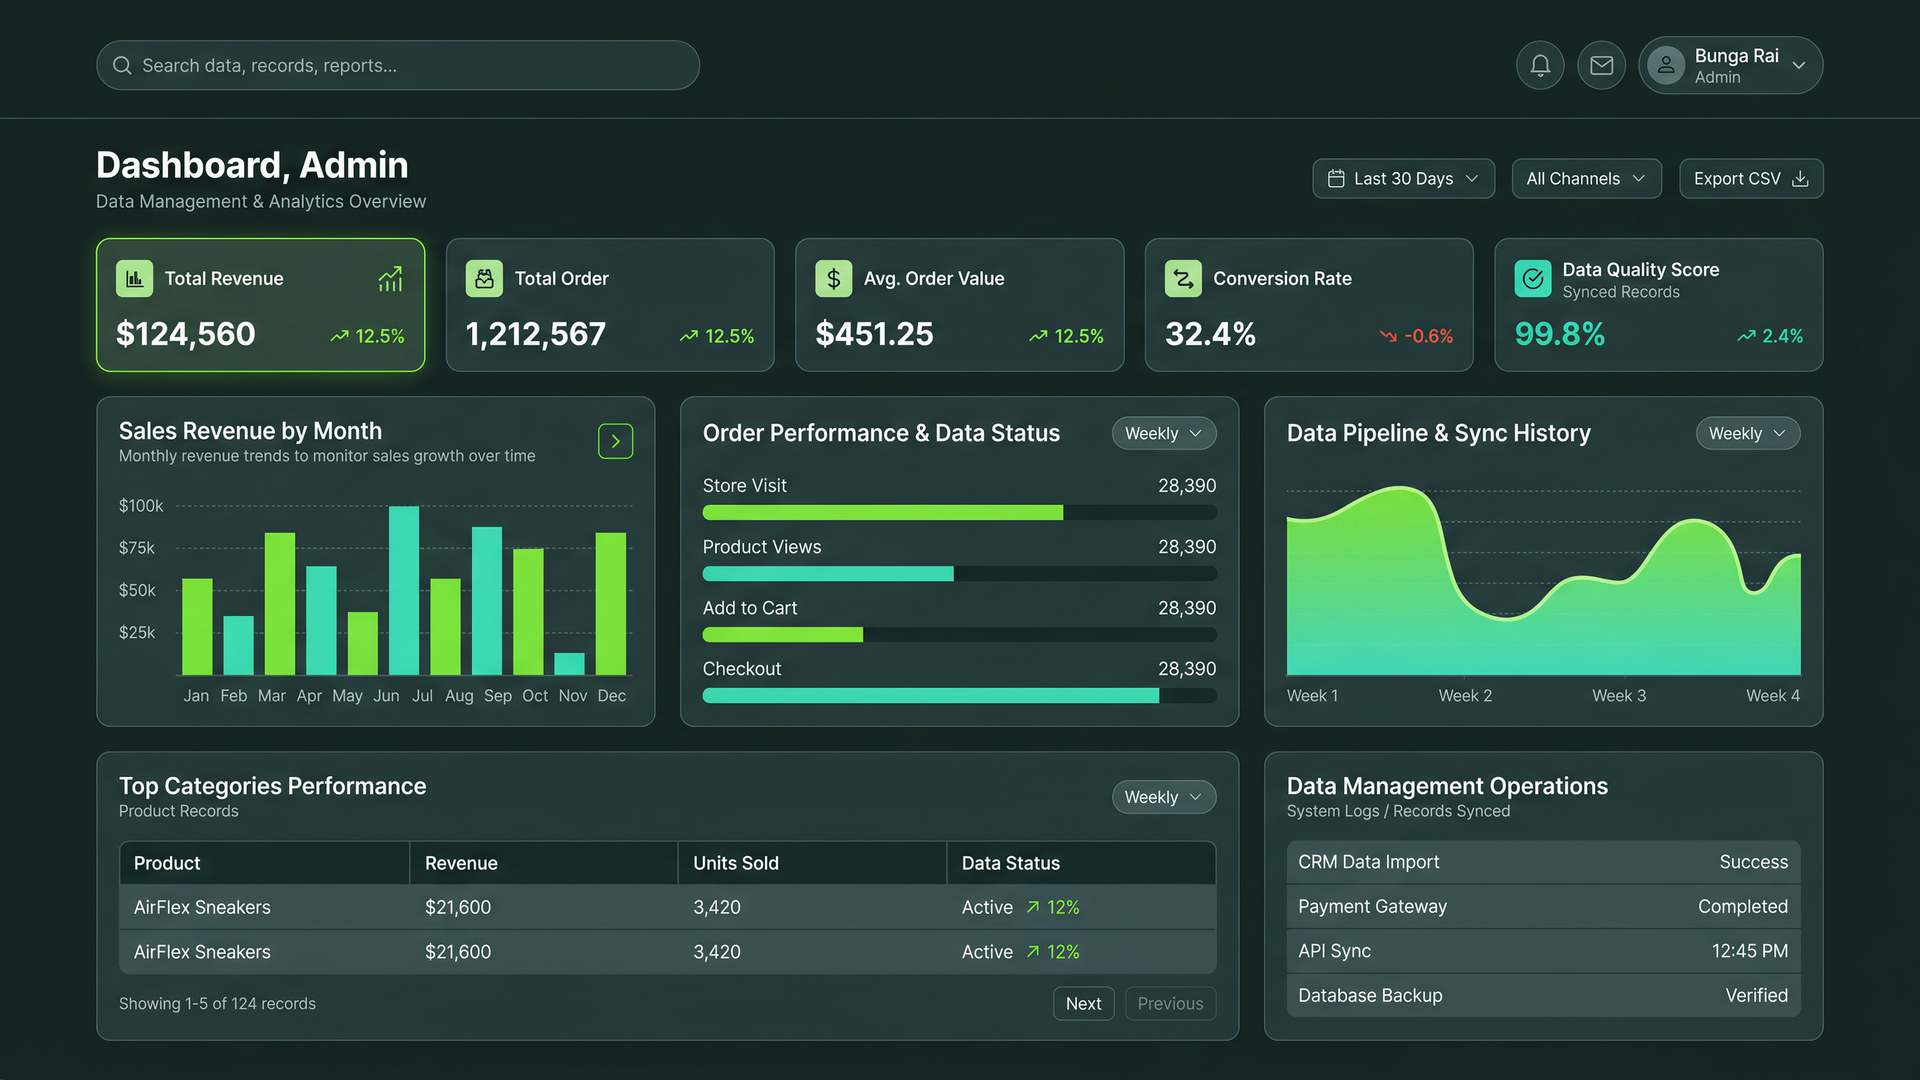 Search data, records, reports...
Bunga Rai
Admin
Dashboard, Admin
Data Management & Analytics Overview
Last 30 Days
All Channels
Export CSV
Total Revenue
$124,560
12.5%
Total Order
1,212,567
12.5%
$
Avg. Order Value
$451.25
12.5%
Conversion Rate
32.4%
-0.6%
Data Quality Score
Synced Records
99.8%
2.4%
Sales Revenue by Month
Monthly revenue trends to monitor sales growth over time
$100k
$75k
$50k
$25k
Jan Feb Mar Apr May Jun Jul Aug Sep Oct Nov Dec
Order Performance & Data Status
Weekly
Store Visit 28,390
Product Views 28,390
Add to Cart 28,390
Checkout 28,390
Data Pipeline & Sync History
Weekly
Week 1 Week 2 Week 3 Week 4
Top Categories Performance
Product Records
Weekly
Product Revenue Units Sold Data Status
AirFlex Sneakers $21,600 3,420 Active 12%
AirFlex Sneakers $21,600 3,420 Active 12%
Showing 1-5 of 124 records
Next Previous
Data Management Operations
System Logs / Records Synced
CRM Data Import Success
Payment Gateway Completed
API Sync 12:45 PM
Database Backup Verified